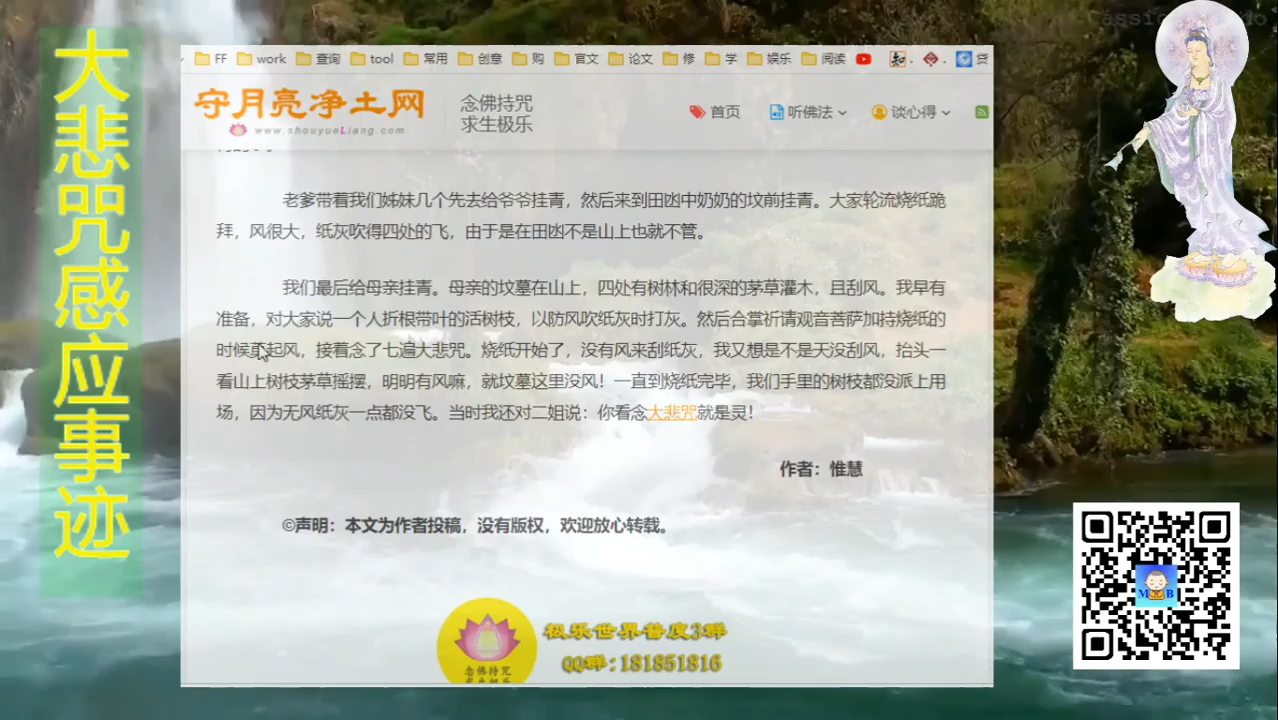 大悲咒感应事迹
FF work 查询 tool 常用 创意 购 官文 论文 修 学 娱乐 阅读 贷
守月亮净土网
www.shouyueLiang.com
念佛持咒
求生极乐
首页 听佛法 谈心得
老爹带着我们姊妹几个先去给爷爷挂青，然后来到田凼中奶奶的坟前挂青。大家轮流烧纸跪
拜，风很大，纸灰吹得四处的飞，由于是在田凼不是山上也就不管。
我们最后给母亲挂青。母亲的坟墓在山上，四处有树林和很深的茅草灌木，且刮风。我早有
准备，对大家说一个人折根带叶的活树枝，以防风吹纸灰时打灰。然后合掌祈请观音菩萨加持烧纸的
时候不起风，接着念了七遍大悲咒。烧纸开始了，没有风来刮纸灰，我又想是不是天没刮风，抬头一
看山上树枝茅草摇摆，明明有风嘛，就坟墓这里没风！一直到烧纸完毕，我们手里的树枝都没派上用
场，因为无风纸灰一点都没飞。当时我还对二姐说：你看念大悲咒就是灵！
作者：惟慧
©声明：本文为作者投稿，没有版权，欢迎放心转载。
念佛持咒
极乐世界普度3群
QQ群:181851816